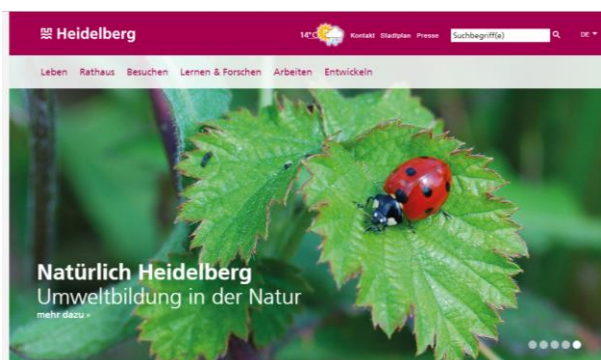 Heidelberg
14°C Kontakt Stadtplan Presse Suchbegriff(e) DE
Leben Rathaus Besuchen Lernen & Forschen Arbeiten Entwickeln
Natürlich Heidelberg
Umweltbildung in der Natur
mehr dazu »